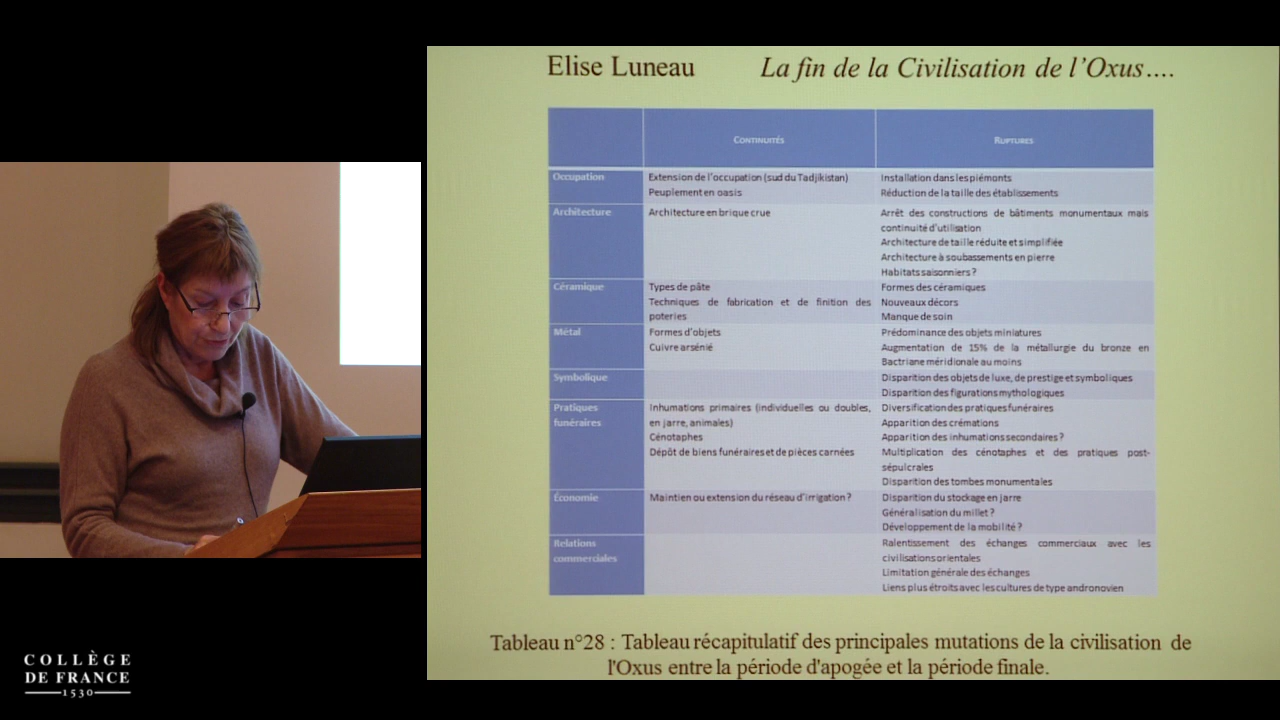 Elise Luneau La fin de la Civilisation de l'Oxus....
CONTINUITÉS RUPTURES
Occupation
Extension de l'occupation (sud du Tadjikistan)
Peuplement en oasis
Installation dans les piémonts
Réduction de la taille des établissements
Architecture
Architecture en brique crue
Arrêt des constructions de bâtiments monumentaux mais
continuité d'utilisation
Architecture de taille réduite et simplifiée
Architecture à soubassements en pierre
Habitats saisonniers ?
Céramique
Types de pâte
Techniques de fabrication et de finition des
poteries
Formes des céramiques
Nouveaux décors
Manque de soin
Métal
Formes d'objets
Cuivre arsénié
Prédominance des objets miniatures
Augmentation de 15% de la métallurgie du bronze en
Bactriane méridionale au moins
Symbolique
Disparition des objets de luxe, de prestige et symboliques
Disparition des figurations mythologiques
Pratiques
funéraires
Inhumations primaires (individuelles ou doubles,
en jarre, animales)
Cénotaphes
Dépôt de biens funéraires et de pièces carnées
Diversification des pratiques funéraires
Apparition des crémations
Apparition des inhumations secondaires ?
Multiplication des cénotaphes et des pratiques post-
sépulcrales
Disparition des tombes monumentales
Économie
Maintien ou extension du réseau d'irrigation ?
Disparition du stockage en jarre
Généralisation du millet ?
Développement de la mobilité ?
Relations
commerciales
Ralentissement des échanges commerciaux avec les
civilisations orientales
Limitation générale des échanges
Liens plus étroits avec les cultures de type andronovien
Tableau n°28 : Tableau récapitulatif des principales mutations de la civilisation de
l'Oxus entre la période d'apogée et la période finale.
COLLÈGE
DE FRANCE
1530